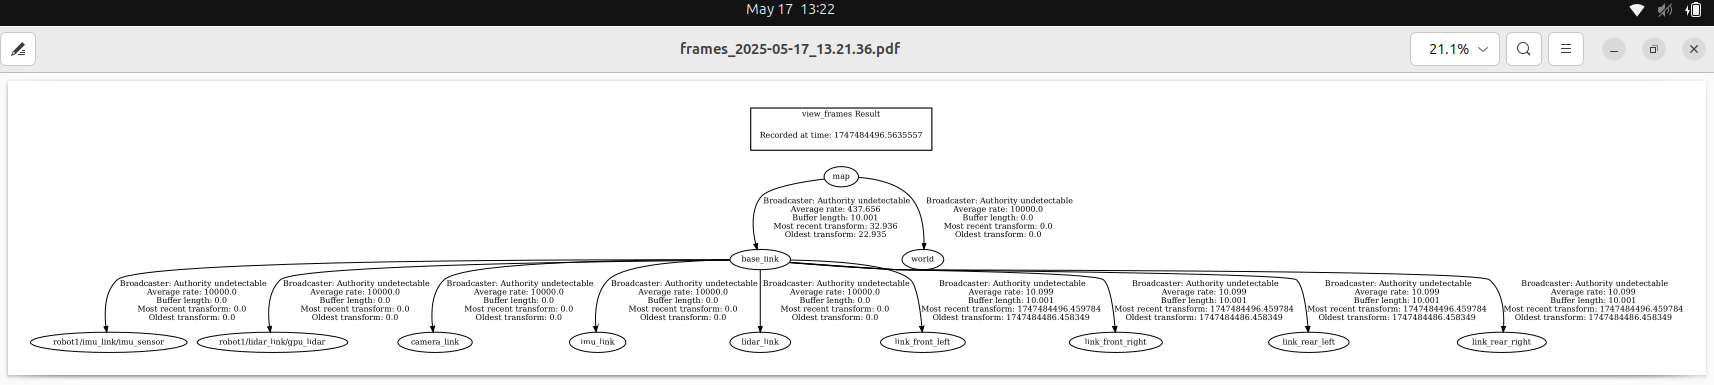 May 17 13:22
frames_2025-05-17_13.21.36.pdf
21.1%
view_frames Result
Recorded at time: 1747484496.5635557
map
Broadcaster: Authority undetectable
Average rate: 437.656
Buffer length: 10.001
Most recent transform: 32.936
Oldest transform: 22.935
Broadcaster: Authority undetectable
Average rate: 10000.0
Buffer length: 0.0
Most recent transform: 0.0
Oldest transform: 0.0
base_link
world
Broadcaster: Authority undetectable
Average rate: 10000.0
Buffer length: 0.0
Most recent transform: 0.0
Oldest transform: 0.0
Broadcaster: Authority undetectable
Average rate: 10000.0
Buffer length: 0.0
Most recent transform: 0.0
Oldest transform: 0.0
Broadcaster: Authority undetectable
Average rate: 10000.0
Buffer length: 0.0
Most recent transform: 0.0
Oldest transform: 0.0
Broadcaster: Authority undetectable
Average rate: 10000.0
Buffer length: 0.0
Most recent transform: 0.0
Oldest transform: 0.0
Broadcaster: Authority undetectable
Average rate: 10000.0
Buffer length: 0.0
Most recent transform: 0.0
Oldest transform: 0.0
Broadcaster: Authority undetectable
Average rate: 10.099
Buffer length: 10.001
Most recent transform: 1747484496.459784
Oldest transform: 1747484486.458349
Broadcaster: Authority undetectable
Average rate: 10.099
Buffer length: 10.001
Most recent transform: 1747484496.459784
Oldest transform: 1747484486.458349
Broadcaster: Authority undetectable
Average rate: 10.099
Buffer length: 10.001
Most recent transform: 1747484496.459784
Oldest transform: 1747484486.458349
Broadcaster: Authority undetectable
Average rate: 10.099
Buffer length: 10.001
Most recent transform: 1747484496.459784
Oldest transform: 1747484486.458349
robot1/imu_link/imu_sensor
robot1/lidar_link/gpu_lidar
camera_link
imu_link
lidar_link
link_front_left
link_front_right
link_rear_left
link_rear_right